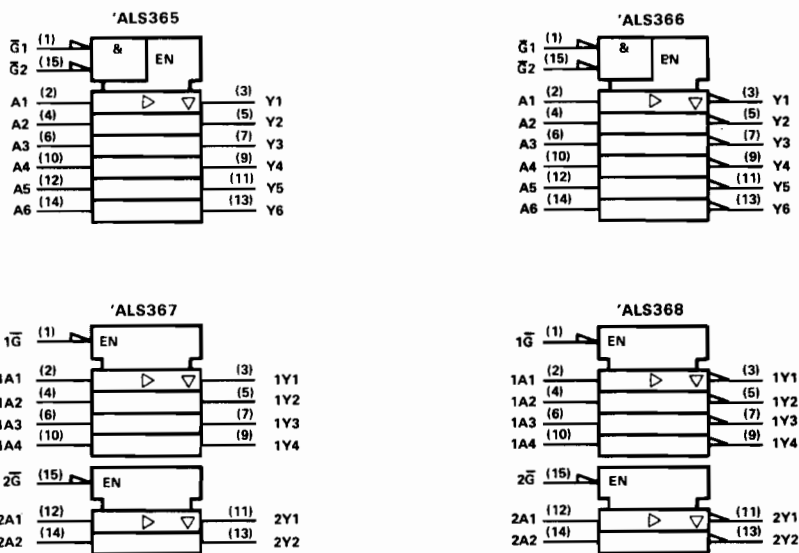 'ALS365
G̅1 (1) & EN
G̅2 (15)
A1 (2) (3) Y1
A2 (4) (5) Y2
A3 (6) (7) Y3
A4 (10) (9) Y4
A5 (12) (11) Y5
A6 (14) (13) Y6
'ALS366
G̅1 (1) & EN
G̅2 (15)
A1 (2) (3) Y1
A2 (4) (5) Y2
A3 (6) (7) Y3
A4 (10) (9) Y4
A5 (12) (11) Y5
A6 (14) (13) Y6
'ALS367
1G̅ (1) EN
1A1 (2) (3) 1Y1
1A2 (4) (5) 1Y2
1A3 (6) (7) 1Y3
1A4 (10) (9) 1Y4
2G̅ (15) EN
2A1 (12) (11) 2Y1
2A2 (14) (13) 2Y2
'ALS368
1G̅ (1) EN
1A1 (2) (3) 1Y1
1A2 (4) (5) 1Y2
1A3 (6) (7) 1Y3
1A4 (10) (9) 1Y4
2G̅ (15) EN
2A1 (12) (11) 2Y1
2A2 (14) (13) 2Y2